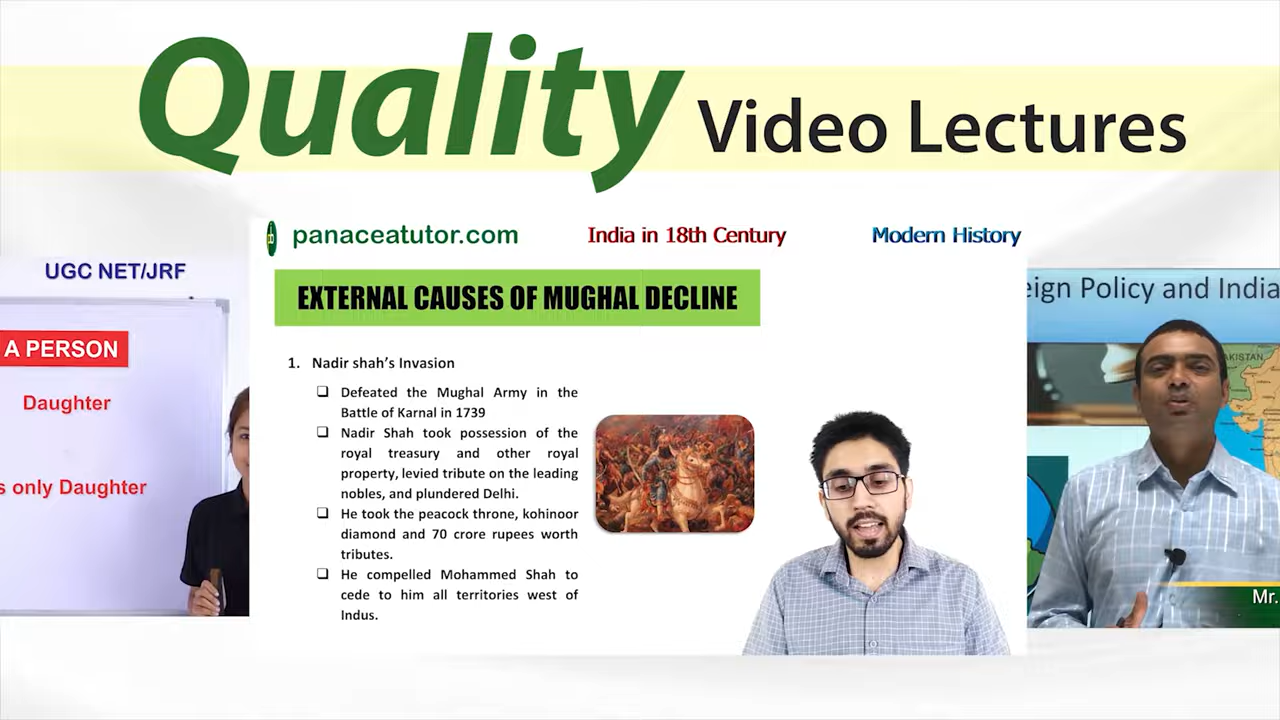 Quality Video Lectures
panaceatutor.com India in 18th Century Modern History
UGC NET/JRF
A PERSON
Daughter
s only Daughter
EXTERNAL CAUSES OF MUGHAL DECLINE
1. Nadir shah's Invasion
❑ Defeated the Mughal Army in the
Battle of Karnal in 1739
❑ Nadir Shah took possession of the
royal treasury and other royal
property, levied tribute on the leading
nobles, and plundered Delhi.
❑ He took the peacock throne, kohinoor
diamond and 70 crore rupees worth
tributes.
❑ He compelled Mohammed Shah to
cede to him all territories west of
Indus.
eign Policy and India
AKISTAN
Mr.